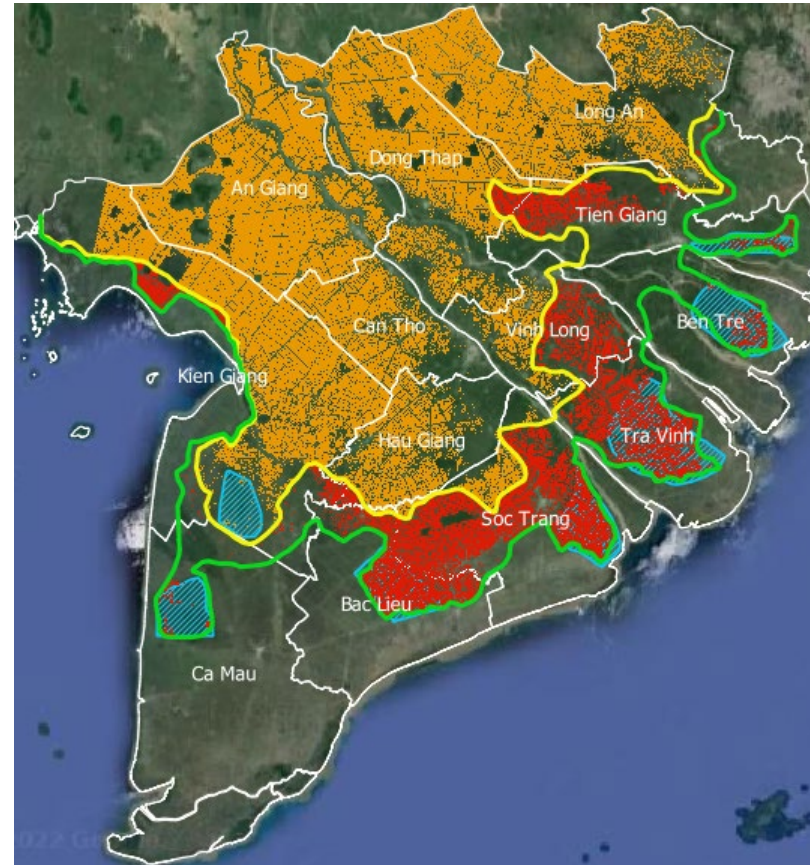 Long An
Dong Thap
An Giang
Tien Giang
Can Tho
Vinh Long
Ben Tre
Kien Giang
Hau Giang
Tra Vinh
Soc Trang
Bac Lieu
Ca Mau